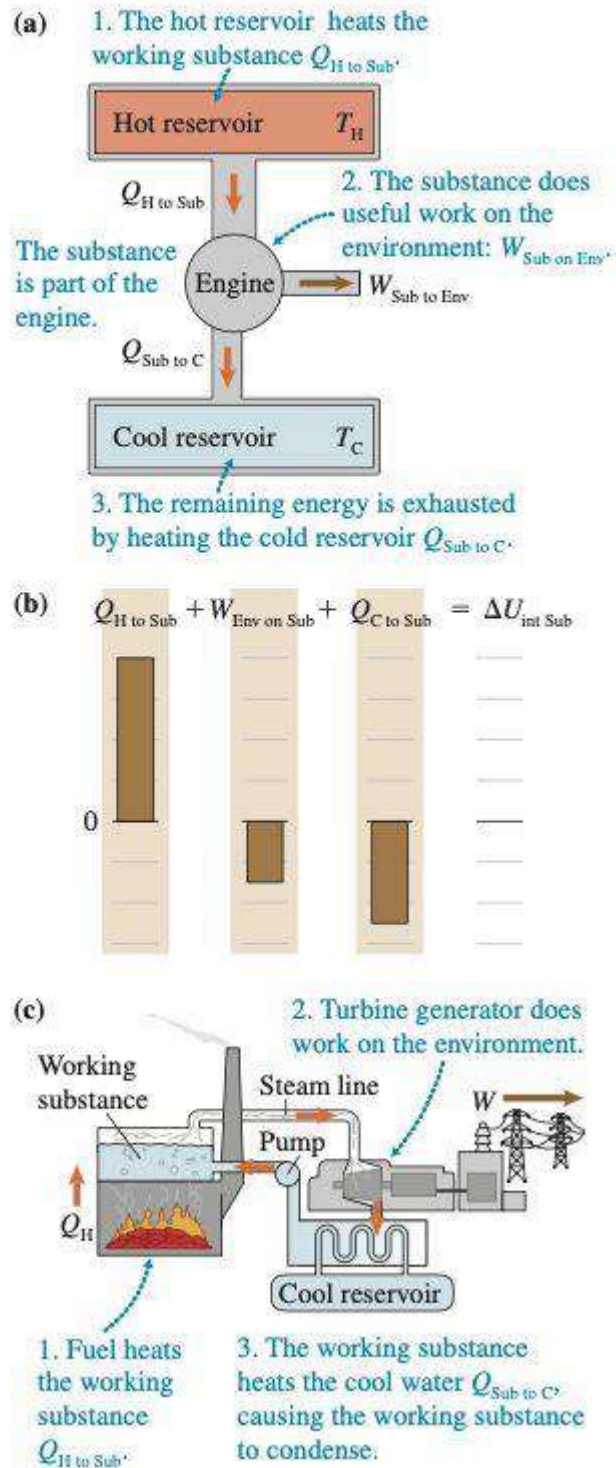 (a)
1. The hot reservoir heats the
working substance Q_H to Sub.
Hot reservoir T_H
Q_H to Sub
2. The substance does
useful work on the
environment: W_Sub on Env.
The substance
is part of the
engine.
Engine
W_Sub to Env
Q_Sub to C
Cool reservoir T_C
3. The remaining energy is exhausted
by heating the cold reservoir Q_Sub to C.
(b)
Q_H to Sub + W_Env on Sub + Q_C to Sub = ΔU_int Sub
0
(c)
2. Turbine generator does
work on the environment.
Working
substance
Steam line
Pump
W
Q_H
Cool reservoir
1. Fuel heats
the working
substance
Q_H to Sub.
3. The working substance
heats the cool water Q_Sub to C,
causing the working substance
to condense.